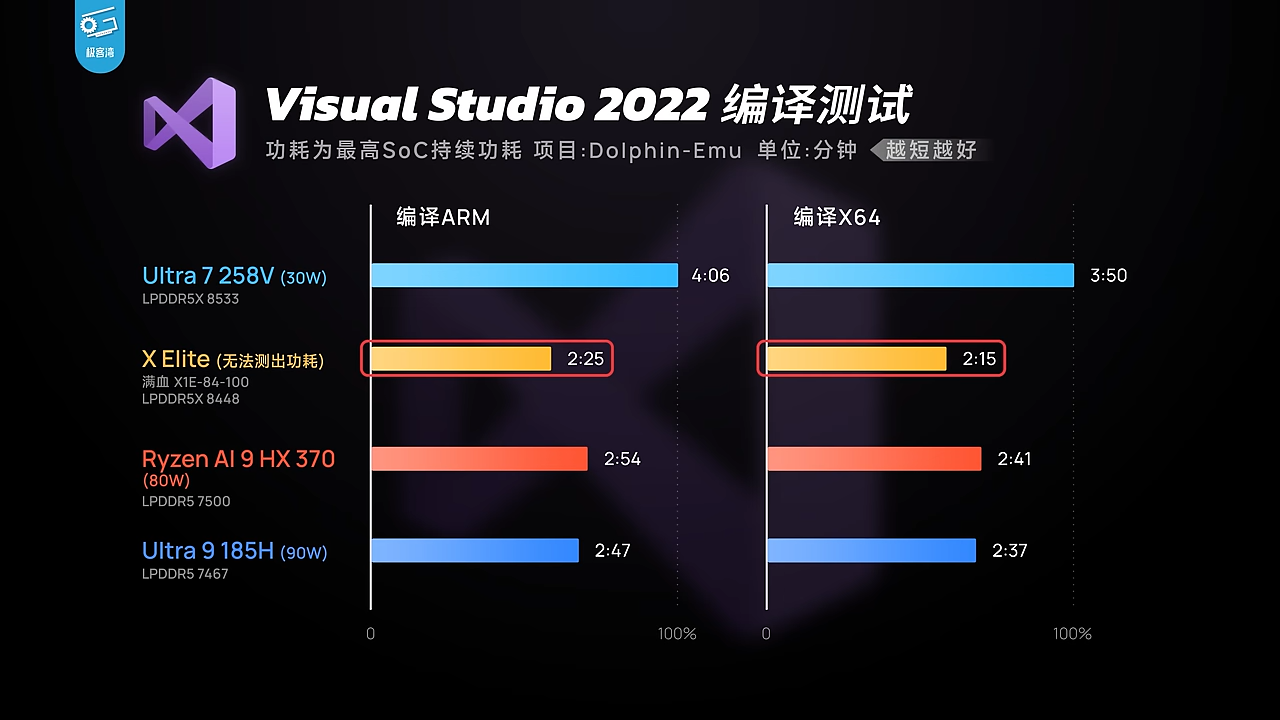 极客湾
Visual Studio 2022 编译测试
功耗为最高SoC持续功耗 项目:Dolphin-Emu 单位:分钟 越短越好
编译ARM
编译X64
Ultra 7 258V (30W)
LPDDR5X 8533
4:06
3:50
X Elite (无法测出功耗)
满血 X1E-84-100
LPDDR5X 8448
2:25
2:15
Ryzen AI 9 HX 370
(80W)
LPDDR5 7500
2:54
2:41
Ultra 9 185H (90W)
LPDDR5 7467
2:47
2:37
0
100%
0
100%